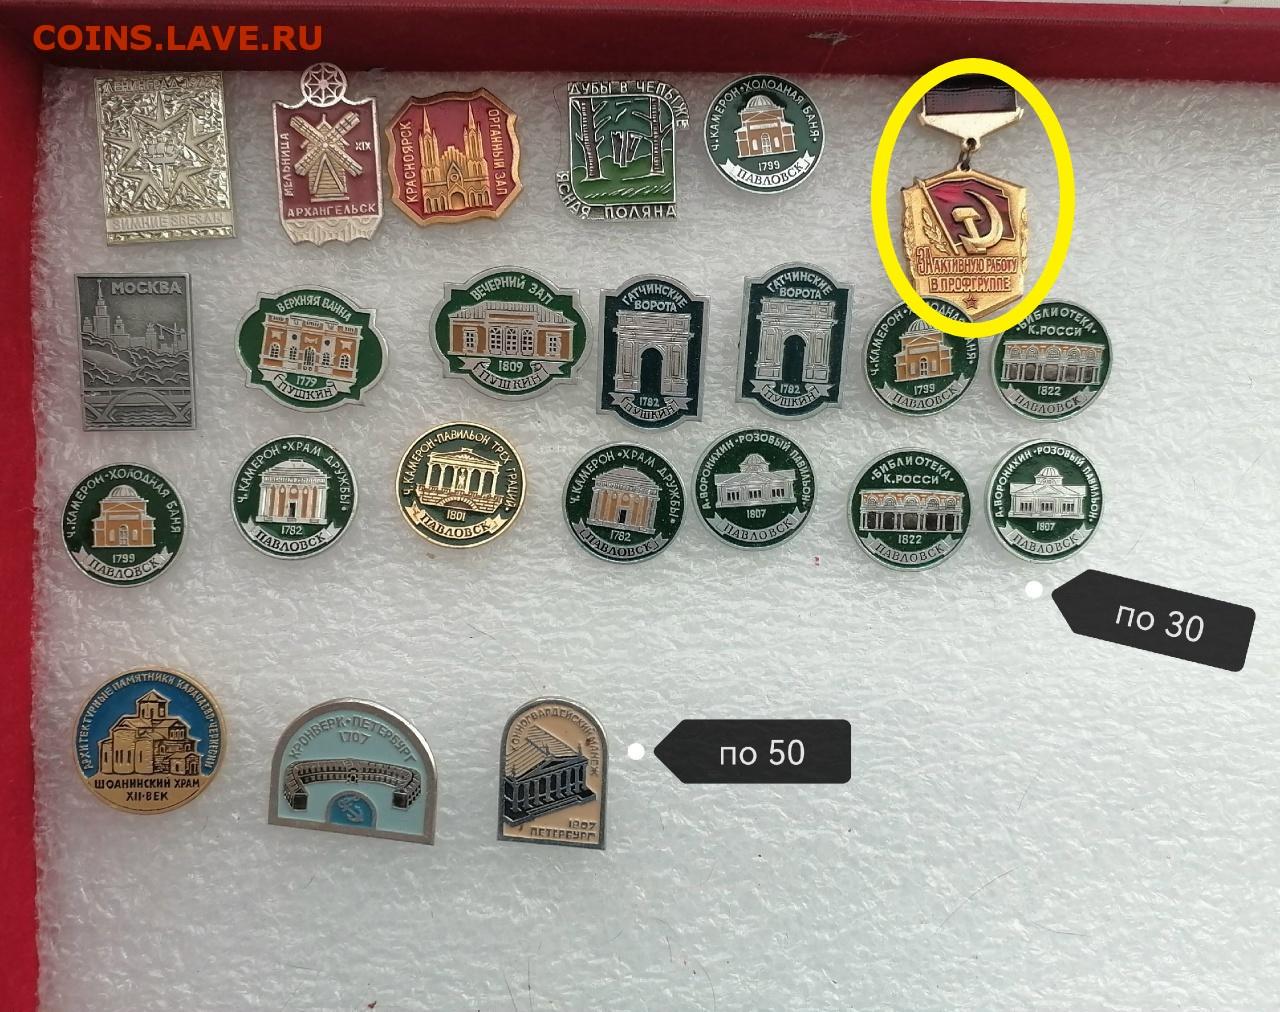 COINS.LAVE.RU
ЛЕНИНГРАД 1972
ЗИМНИЕ ЗВЕЗДЫ
МЕЛЬНИЦА
XIX
АРХАНГЕЛЬСК
КРАСНОЯРСК
ОРГАННЫЙ ЗАЛ
ДУБЫ В ЧЕПЫЖЕ
ЯСНАЯ ПОЛЯНА
Ч.КАМЕРОН•ХОЛОДНАЯ БАНЯ•
1799
ПАВЛОВСК
ЗА АКТИВНУЮ РАБОТУ
В ПРОФГРУППЕ
МОСКВА
ВЕРХНЯЯ ВАННА
1779
ПУШКИН
ВЕЧЕРНИЙ ЗАЛ
1809
ПУШКИН
ГАТЧИНСКИЕ
ВОРОТА
1782
ПУШКИН
ГАТЧИНСКИЕ
ВОРОТА
1782
ПУШКИН
Ч.КАМЕРОН•ХОЛОДНАЯ БАНЯ•
1799
ПАВЛОВСК
•БИБЛИОТЕКА•
К.РОССИ
1822
ПАВЛОВСК
Ч.КАМЕРОН•ХОЛОДНАЯ БАНЯ
1799
ПАВЛОВСК
Ч.КАМЕРОН•ХРАМ ДРУЖБЫ•
1782
ПАВЛОВСК
Ч.КАМЕРОН•ПАВИЛЬОН ТРЕХ ГРАЦИЙ•
1801
ПАВЛОВСК
Ч.КАМЕРОН•ХРАМ ДРУЖБЫ•
1782
ПАВЛОВСК
А.ВОРОНИХИН•РОЗОВЫЙ ПАВИЛЬОН•
1807
ПАВЛОВСК
•БИБЛИОТЕКА•
К.РОССИ
1822
ПАВЛОВСК
А.ВОРОНИХИН•РОЗОВЫЙ ПАВИЛЬОН•
1807
ПАВЛОВСК
по 30
АРХИТЕКТУРНЫЕ ПАМЯТНИКИ КАРАЧАЕВО-ЧЕРКЕСИИ
ШОАНИНСКИЙ ХРАМ
XII•ВЕК
КРОНВЕРК•ПЕТЕРБУРГ
1707
КОННОГВАРДЕЙСКИЙ МАНЕЖ
1807
ПЕТЕРБУРГ
по 50